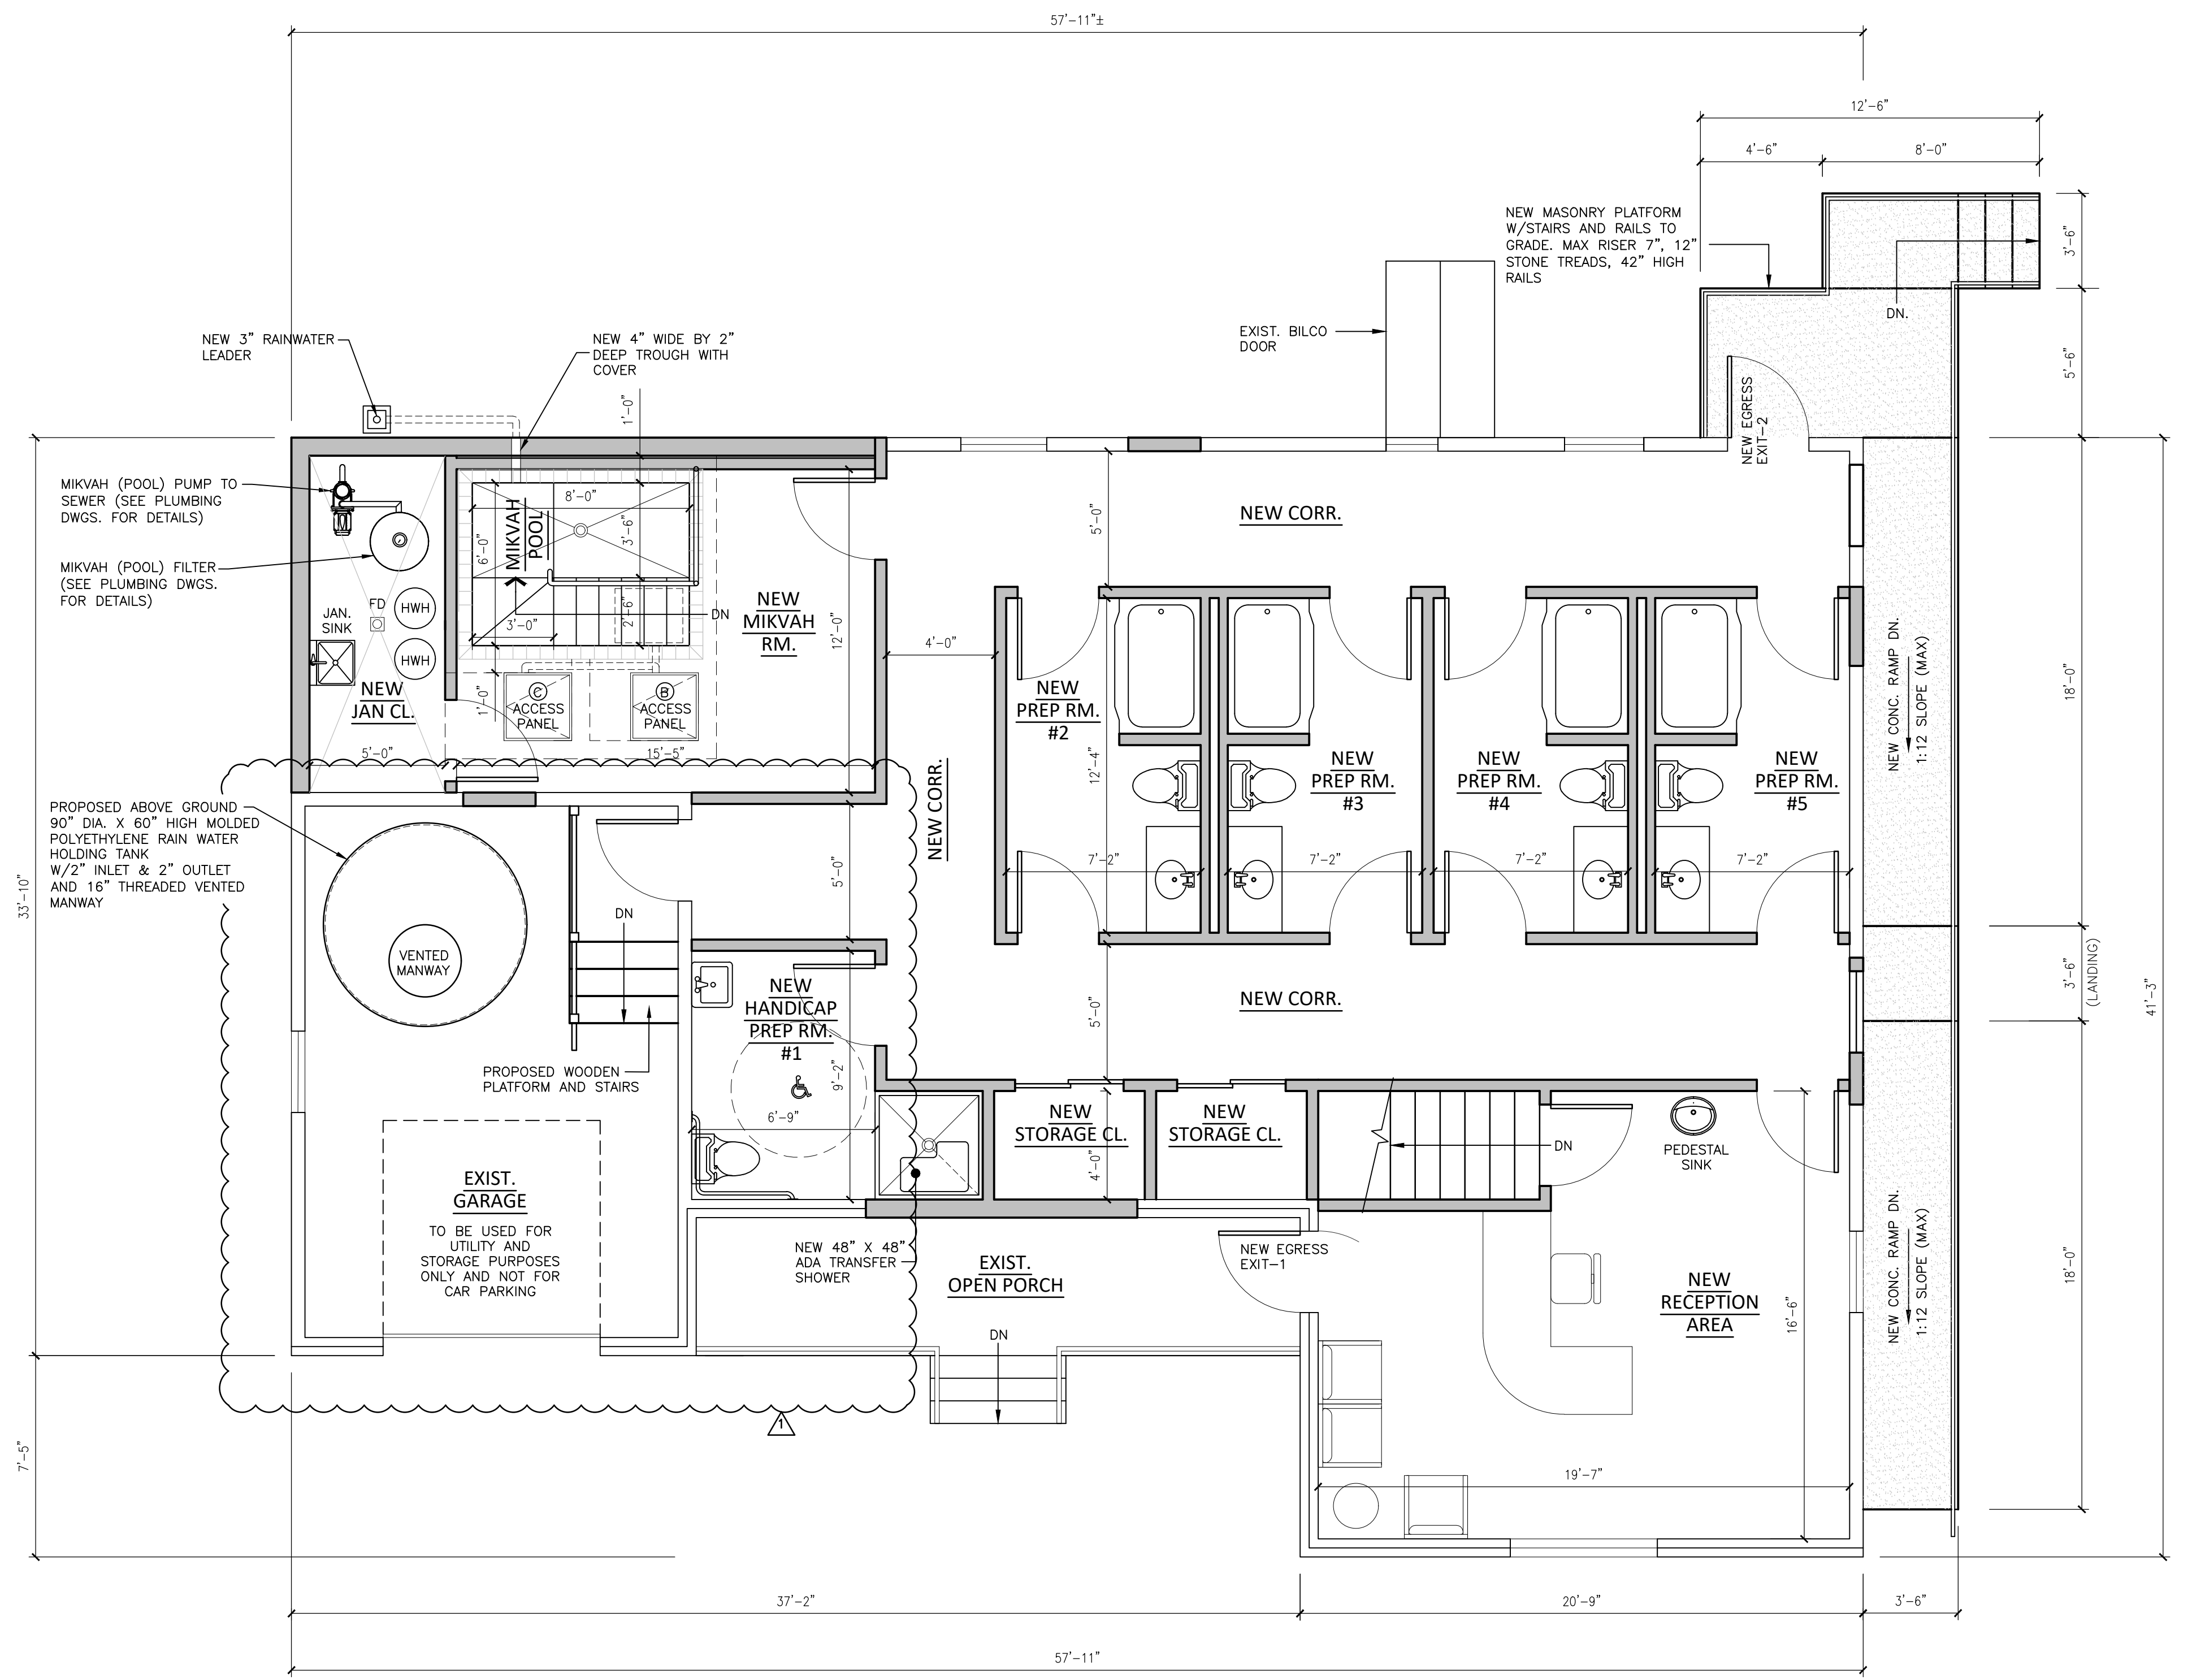 57'-11"±
12'-6"
4'-6"
8'-0"
NEW MASONRY PLATFORM
W/STAIRS AND RAILS TO
GRADE. MAX RISER 7", 12"
STONE TREADS, 42" HIGH
RAILS
3'-6"
DN.
5'-6"
NEW 3" RAINWATER
LEADER
NEW 4" WIDE BY 2"
DEEP TROUGH WITH
COVER
EXIST. BILCO
DOOR
NEW EGRESS
EXIT-2
1'-0"
MIKVAH (POOL) PUMP TO
SEWER (SEE PLUMBING
DWGS. FOR DETAILS)
MIKVAH (POOL) FILTER
(SEE PLUMBING DWGS.
FOR DETAILS)
8'-0"
MIKVAH
POOL
6'-0"
3'-6"
2'-6"
3'-0"
DN
NEW
MIKVAH
RM.
12'-0"
JAN.
SINK
FD
HWH
HWH
NEW
JAN CL.
1'-0"
C
ACCESS
PANEL
B
ACCESS
PANEL
5'-0"
15'-5"
NEW CORR.
5'-0"
4'-0"
NEW CORR.
NEW
PREP RM.
#2
12'-4"
7'-2"
NEW
PREP RM.
#3
7'-2"
NEW
PREP RM.
#4
7'-2"
NEW
PREP RM.
#5
7'-2"
NEW CONC. RAMP DN.
1:12 SLOPE (MAX)
18'-0"
PROPOSED ABOVE GROUND
90" DIA. X 60" HIGH MOLDED
POLYETHYLENE RAIN WATER
HOLDING TANK
W/2" INLET & 2" OUTLET
AND 16" THREADED VENTED
MANWAY
33'-10"
VENTED
MANWAY
DN
5'-0"
PROPOSED WOODEN
PLATFORM AND STAIRS
NEW
HANDICAP
PREP RM.
#1
9'-2"
6'-9"
NEW CORR.
5'-0"
3'-6"
(LANDING)
41'-3"
NEW
STORAGE CL.
4'-0"
NEW
STORAGE CL.
DN
PEDESTAL
SINK
EXIST.
GARAGE
TO BE USED FOR
UTILITY AND
STORAGE PURPOSES
ONLY AND NOT FOR
CAR PARKING
NEW 48" X 48"
ADA TRANSFER
SHOWER
EXIST.
OPEN PORCH
NEW EGRESS
EXIT-1
NEW
RECEPTION
AREA
16'-6"
NEW CONC. RAMP DN.
1:12 SLOPE (MAX)
18'-0"
DN
1
7'-5"
19'-7"
37'-2"
20'-9"
3'-6"
57'-11"